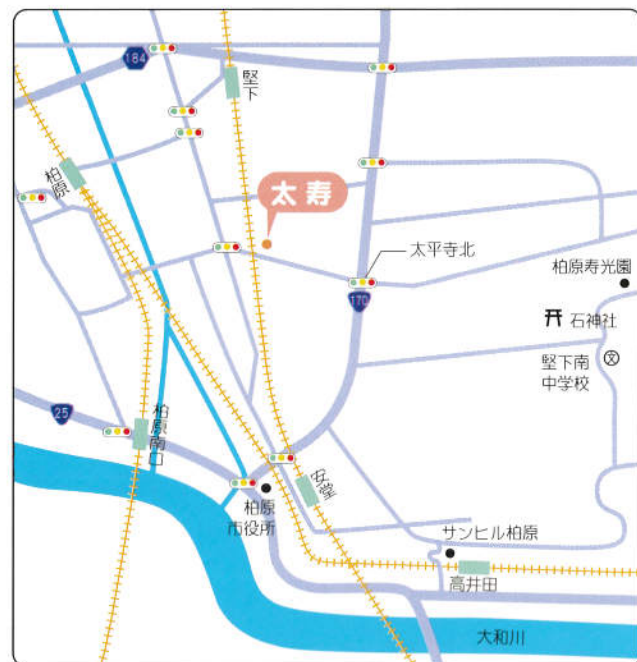 184
堅下
柏原
太寿
太平寺北
柏原寿光園
170
石神社
堅下南
中学校
文
25
柏原南口
安堂
柏原
市役所
サンヒル柏原
高井田
大和川